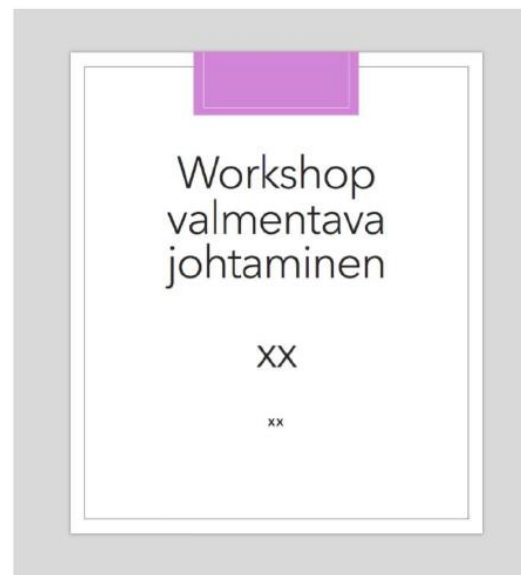 Workshop
valmentava
johtaminen
xx
xx